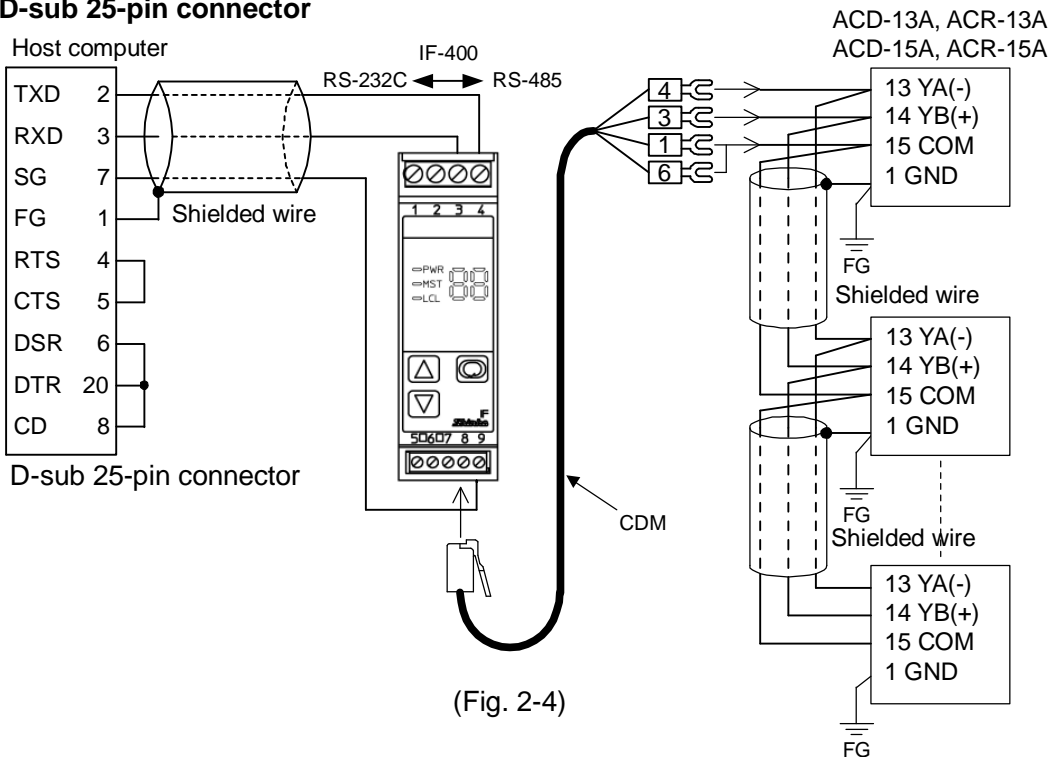 D-sub 25-pin connector
Host computer
TXD 2
RXD 3
SG 7
FG 1
RTS 4
CTS 5
DSR 6
DTR 20
CD 8
D-sub 25-pin connector
Shielded wire
IF-400
RS-232C RS-485
1 2 3 4
PWR
MST
LCL
88
IF
Shinko
5 6 7 8 9
CDM
4
3
1
6
ACD-13A, ACR-13A
ACD-15A, ACR-15A
13 YA(-)
14 YB(+)
15 COM
1 GND
FG
Shielded wire
13 YA(-)
14 YB(+)
15 COM
1 GND
FG
Shielded wire
13 YA(-)
14 YB(+)
15 COM
1 GND
FG
(Fig. 2-4)